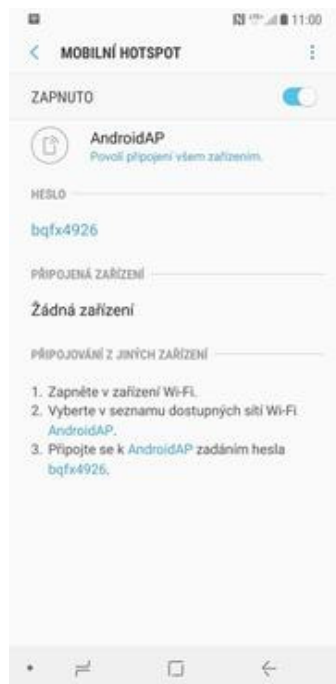 11:00
MOBILNÍ HOTSPOT
ZAPNUTO
AndroidAP
Povolí připojení všem zařízením.
HESLO
bqfx4926
PŘIPOJENÁ ZAŘÍZENÍ
Žádná zařízení
PŘIPOJOVÁNÍ Z JINÝCH ZAŘÍZENÍ
1. Zapněte v zařízení Wi-Fi.
2. Vyberte v seznamu dostupných sítí Wi-Fi
AndroidAP.
3. Připojte se k AndroidAP zadáním hesla
bqfx4926.